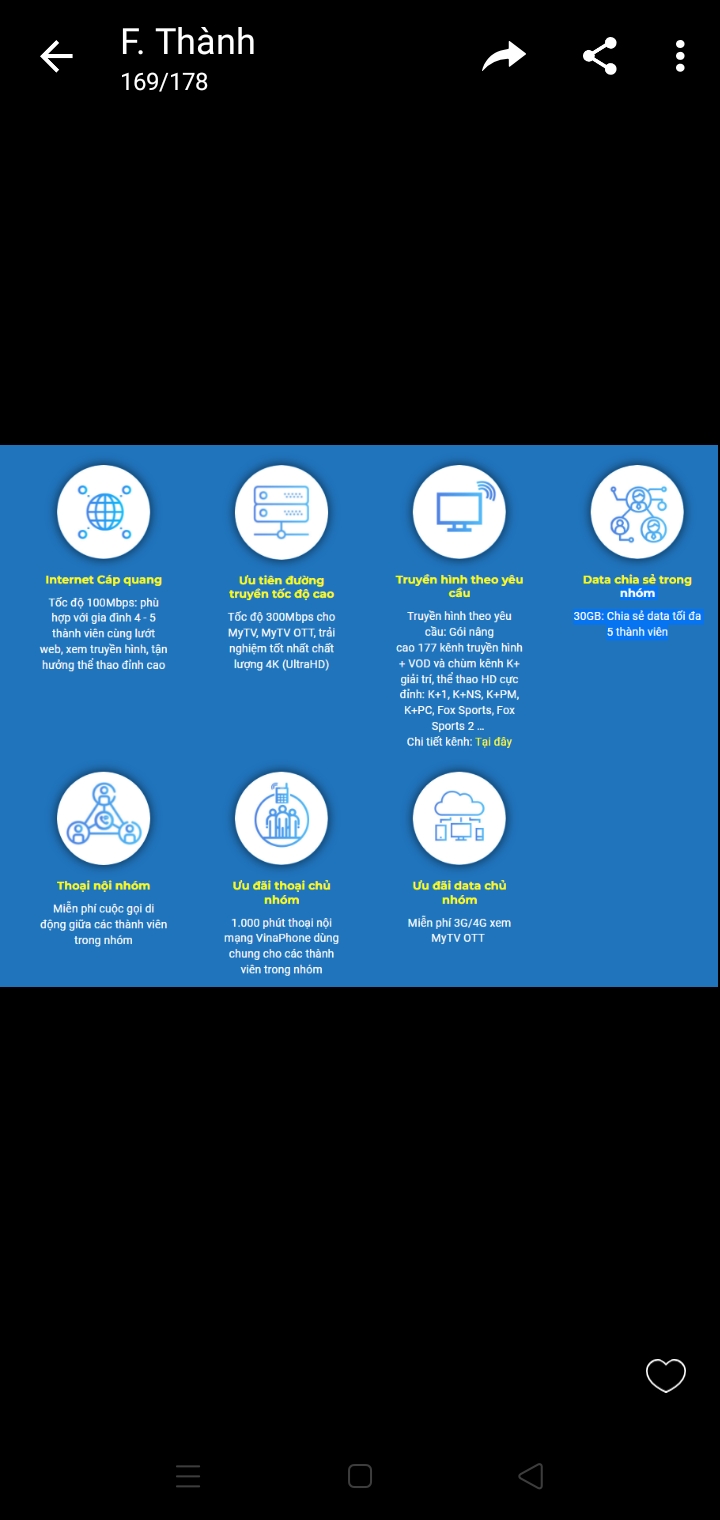 F. Thành
169/178
Internet Cáp quang
Tốc độ 100Mbps: phù
hợp với gia đình 4 - 5
thành viên cùng lướt
web, xem truyền hình, tận
hưởng thể thao đỉnh cao
Ưu tiên đường
truyền tốc độ cao
Tốc độ 300Mbps cho
MyTV, MyTV OTT, trải
nghiệm tốt nhất chất
lượng 4K (UltraHD)
Truyền hình theo yêu
cầu
Truyền hình theo yêu
cầu: Gói nâng
cao 177 kênh truyền hình
+ VOD và chùm kênh K+
giải trí, thể thao HD cực
đỉnh: K+1, K+NS, K+PM,
K+PC, Fox Sports, Fox
Sports 2 ...
Chi tiết kênh: Tại đây
Data chia sẻ trong
nhóm
30GB: Chia sẻ data tối đa
5 thành viên
Thoại nội nhóm
Miễn phí cuộc gọi di
động giữa các thành viên
trong nhóm
Ưu đãi thoại chủ
nhóm
1.000 phút thoại nội
mạng VinaPhone dùng
chung cho các thành
viên trong nhóm
Ưu đãi data chủ
nhóm
Miễn phí 3G/4G xem
MyTV OTT